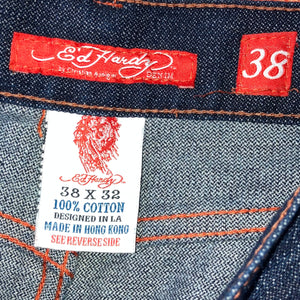 Ed Hardy
by Christian Audigier
DENIM
38
Ed Hardy
38 X 32
100% COTTON
DESIGNED IN LA
MADE IN HONG KONG
SEE REVERSE SIDE